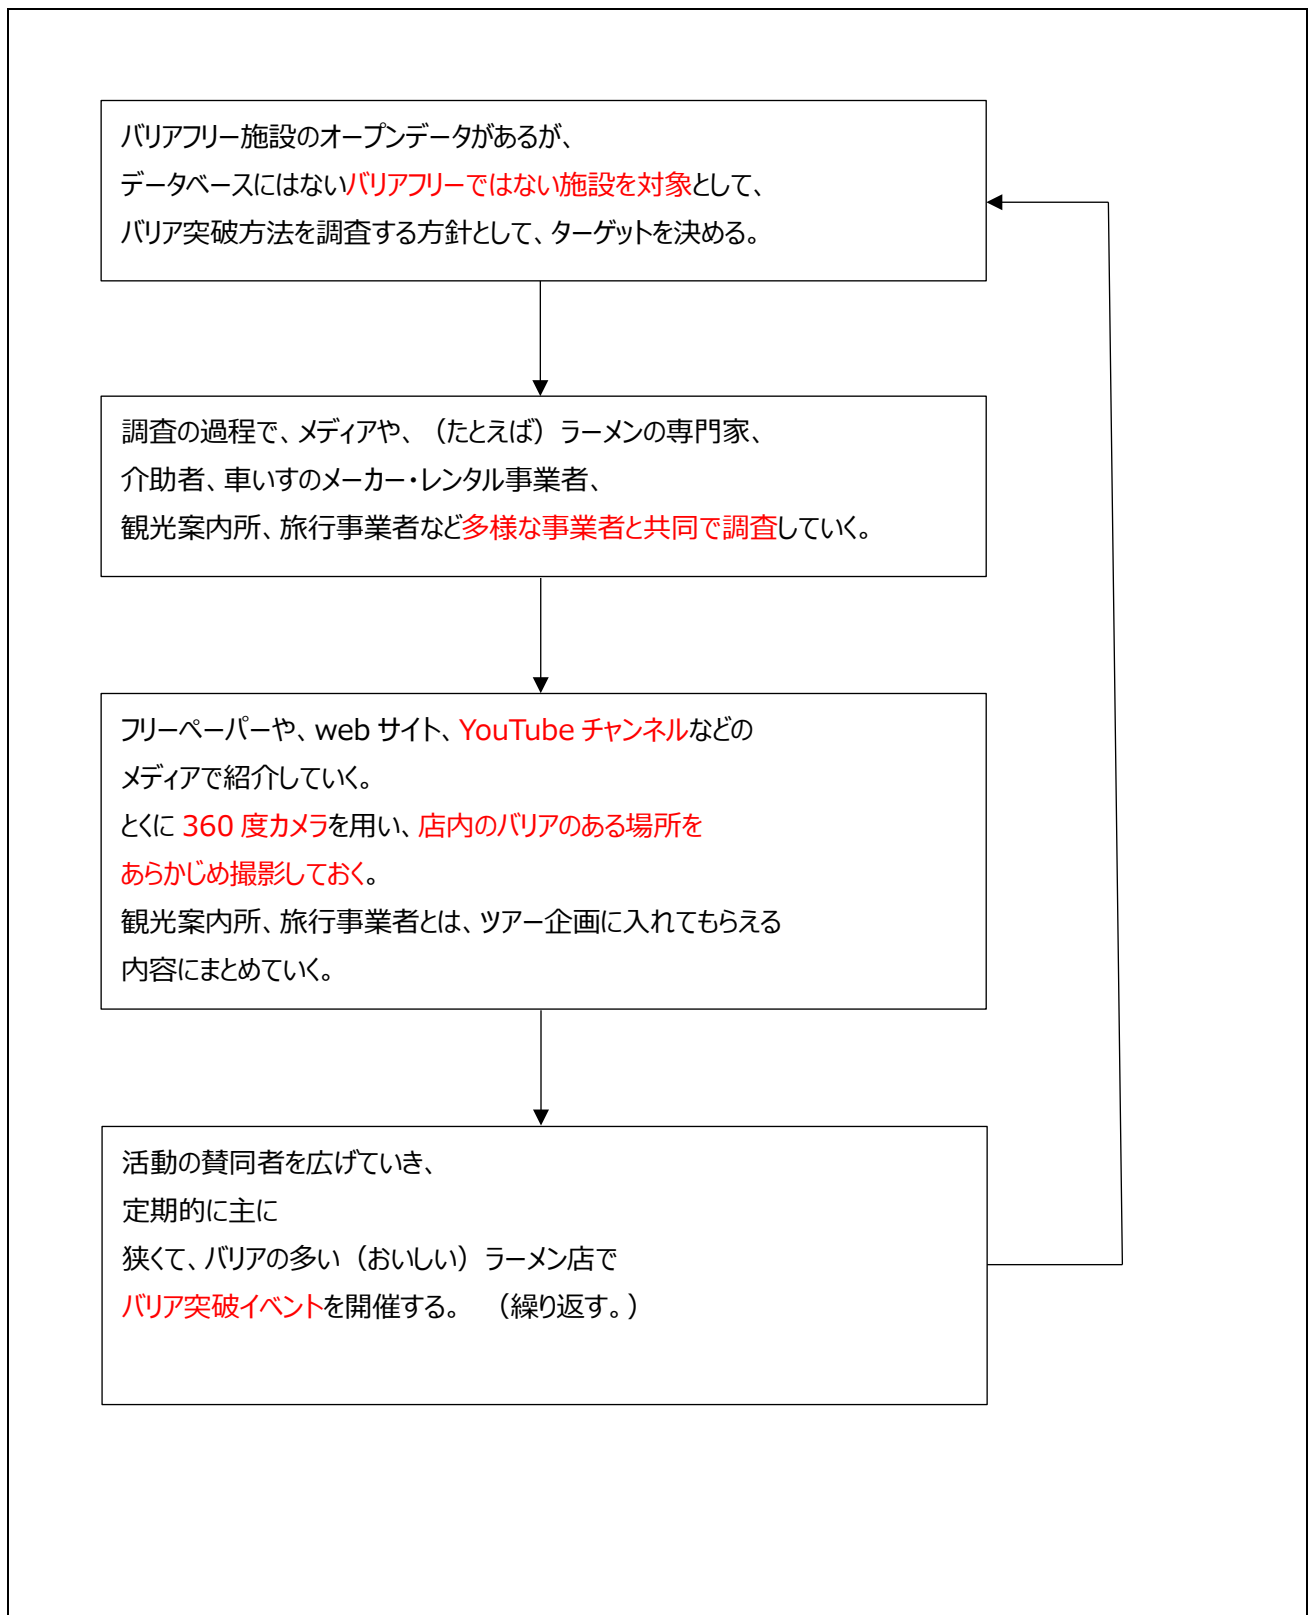 バリアフリー施設のオープンデータがあるが、
データベースにはないバリアフリーではない施設を対象として、
バリア突破方法を調査する方針として、ターゲットを決める。
調査の過程で、メディアや、（たとえば）ラーメンの専門家、
介助者、車いすのメーカー・レンタル事業者、
観光案内所、旅行事業者など多様な事業者と共同で調査していく。
フリーペーパーや、web サイト、YouTube チャンネルなどの
メディアで紹介していく。
とくに 360 度カメラを用い、店内のバリアのある場所を
あらかじめ撮影しておく。
観光案内所、旅行事業者とは、ツアー企画に入れてもらえる
内容にまとめていく。
活動の賛同者を広げていき、
定期的に主に
狭くて、バリアの多い（おいしい）ラーメン店で
バリア突破イベントを開催する。　（繰り返す。）